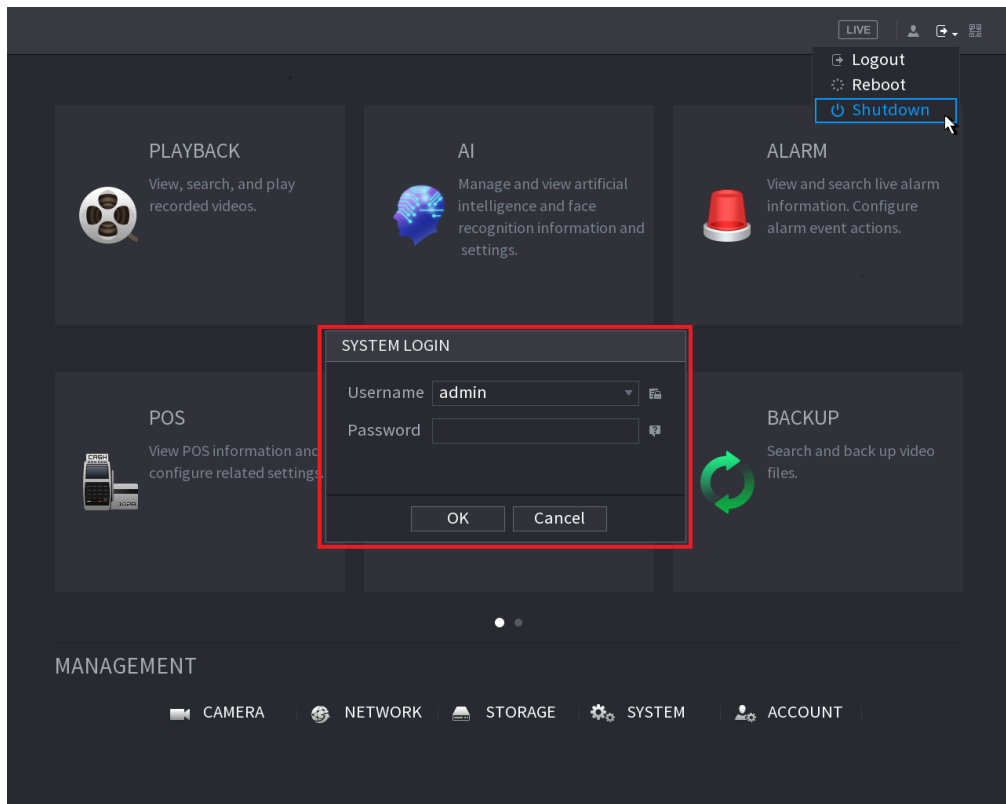 LIVE
Logout
Reboot
Shutdown
PLAYBACK
View, search, and play
recorded videos.
AI
Manage and view artificial
intelligence and face
recognition information and
settings.
ALARM
View and search live alarm
information. Configure
alarm event actions.
SYSTEM LOGIN
Username admin
Password
OK Cancel
POS
View POS information and
configure related settings.
CASH
BACKUP
Search and back up video
files.
MANAGEMENT
CAMERA NETWORK STORAGE SYSTEM ACCOUNT